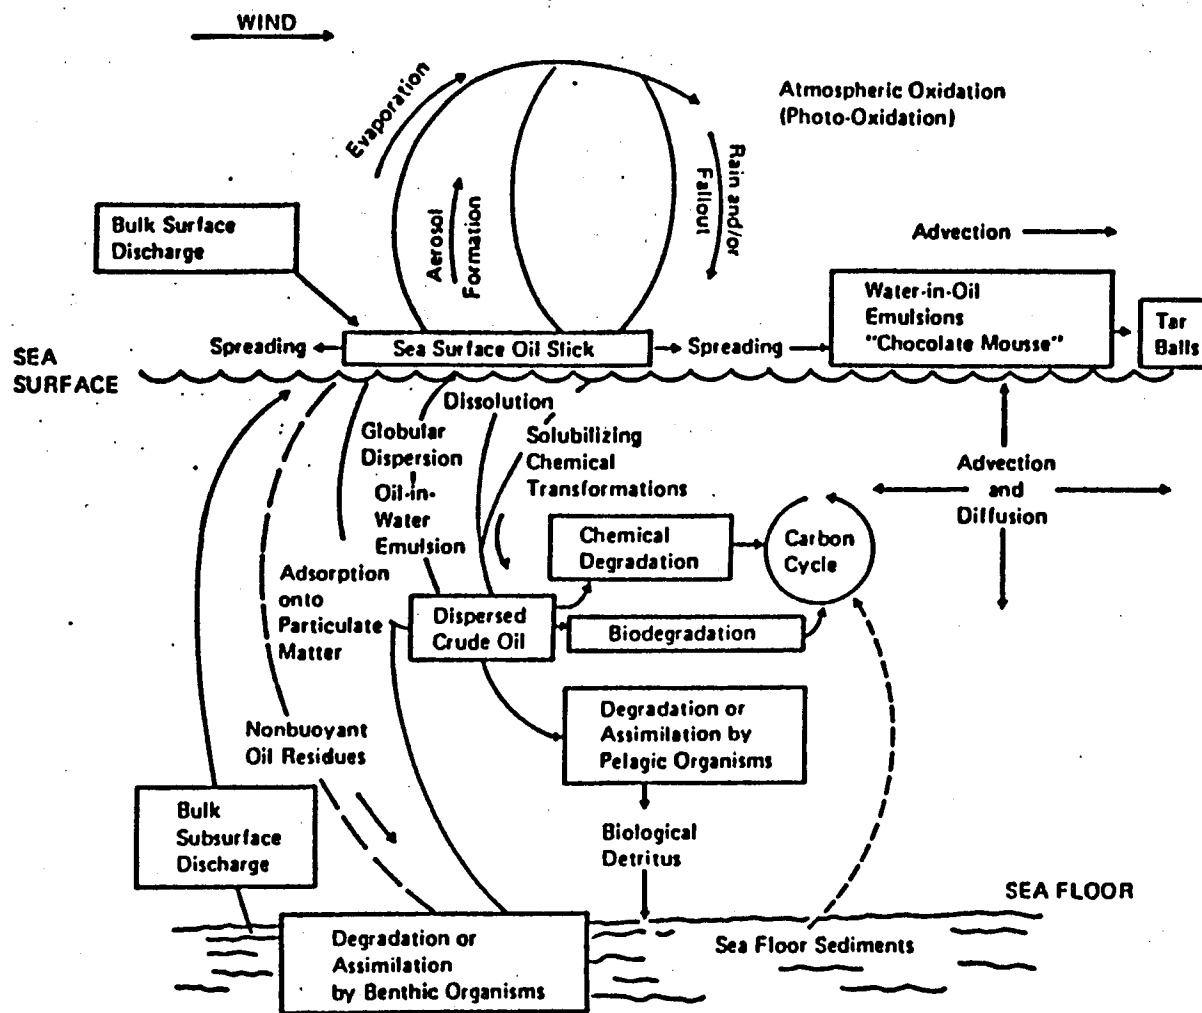 WIND
Evaporation
Atmospheric Oxidation
(Photo-Oxidation)
Rain and/or
Fallout
Aerosol
Formation
Bulk Surface
Discharge
Advection
Water-in-Oil
Emulsions
"Chocolate Mousse"
Tar
Balls
SEA
SURFACE
Spreading
Sea Surface Oil Slick
Spreading
Dissolution
Globular
Dispersion
Oil-in-
Water
Emulsion
Solubilizing
Chemical
Transformations
Advection
and
Diffusion
Chemical
Degradation
Carbon
Cycle
Adsorption
onto
Particulate
Matter
Dispersed
Crude Oil
Biodegradation
Nonbuoyant
Oil Residues
Degradation or
Assimilation by
Pelagic Organisms
Bulk
Subsurface
Discharge
Biological
Detritus
SEA FLOOR
Degradation or
Assimilation
by Benthic Organisms
Sea Floor Sediments